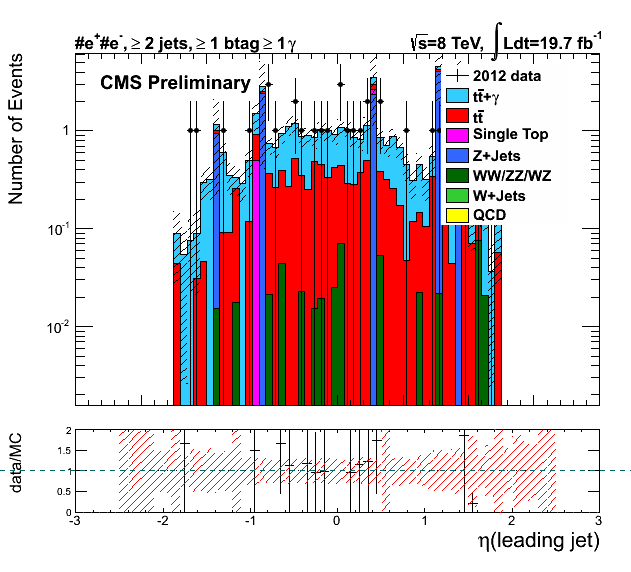 #e⁺#e⁻, ≥ 2 jets, ≥ 1 btag ≥ 1 γ
√s=8 TeV, ∫ Ldt=19.7 fb⁻¹
CMS Preliminary
2012 data
tt̄+γ
tt̄
Single Top
Z+Jets
WW/ZZ/WZ
W+Jets
QCD
Number of Events
1
10⁻¹
10⁻²
data/MC
2
1.5
1
0.5
0
-3 -2 -1 0 1 2 3
η(leading jet)